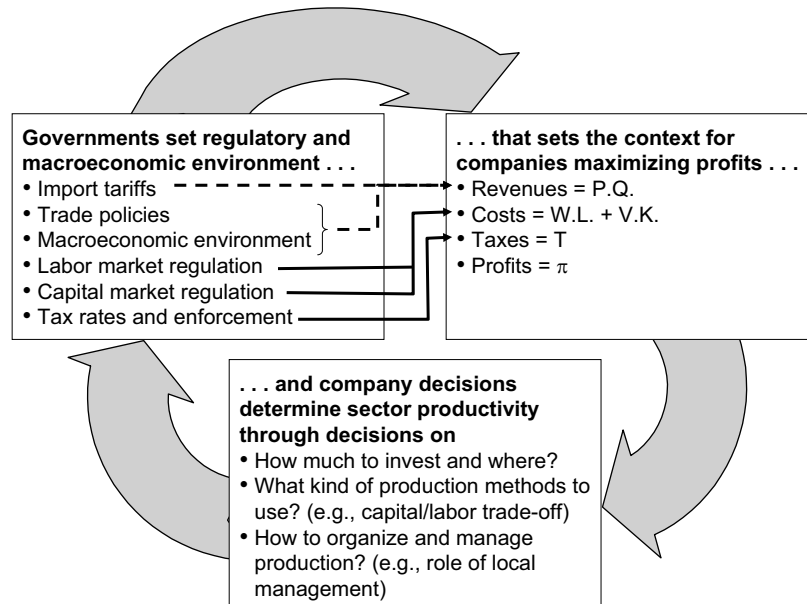 Governments set regulatory and
macroeconomic environment . . .
• Import tariffs
• Trade policies
• Macroeconomic environment
• Labor market regulation
• Capital market regulation
• Tax rates and enforcement
. . . that sets the context for
companies maximizing profits . . .
• Revenues = P.Q.
• Costs = W.L. + V.K.
• Taxes = T
• Profits = π
. . . and company decisions
determine sector productivity
through decisions on
• How much to invest and where?
• What kind of production methods to
use? (e.g., capital/labor trade-off)
• How to organize and manage
production? (e.g., role of local
management)